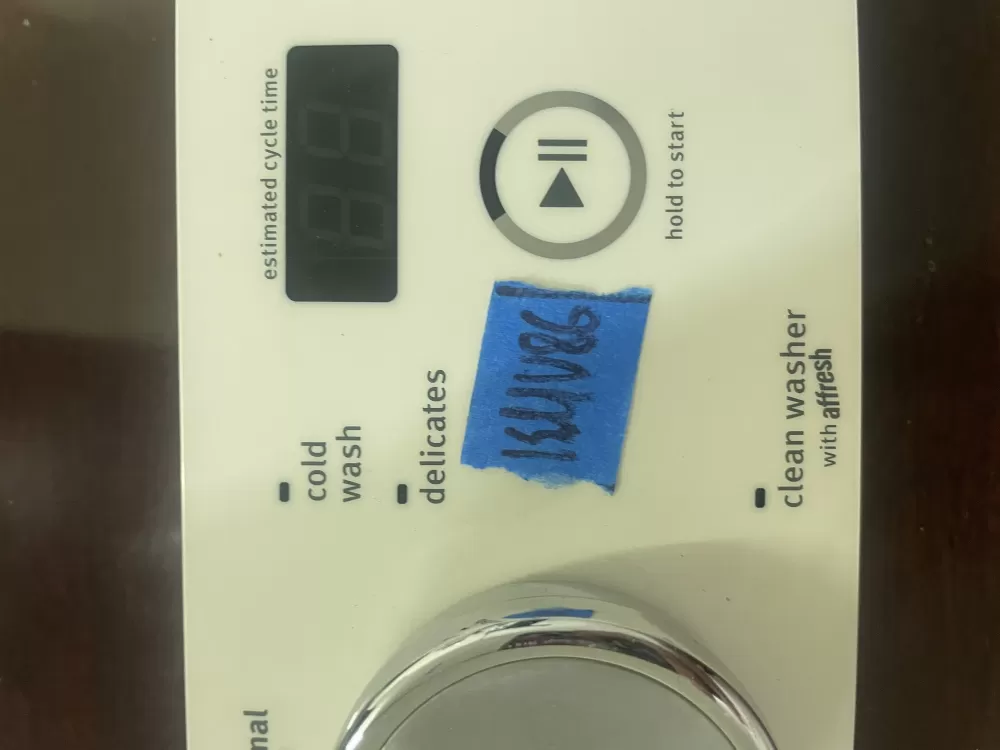 estimated cycle time
hold to start
cold
wash
delicates
clean washer
with affresh